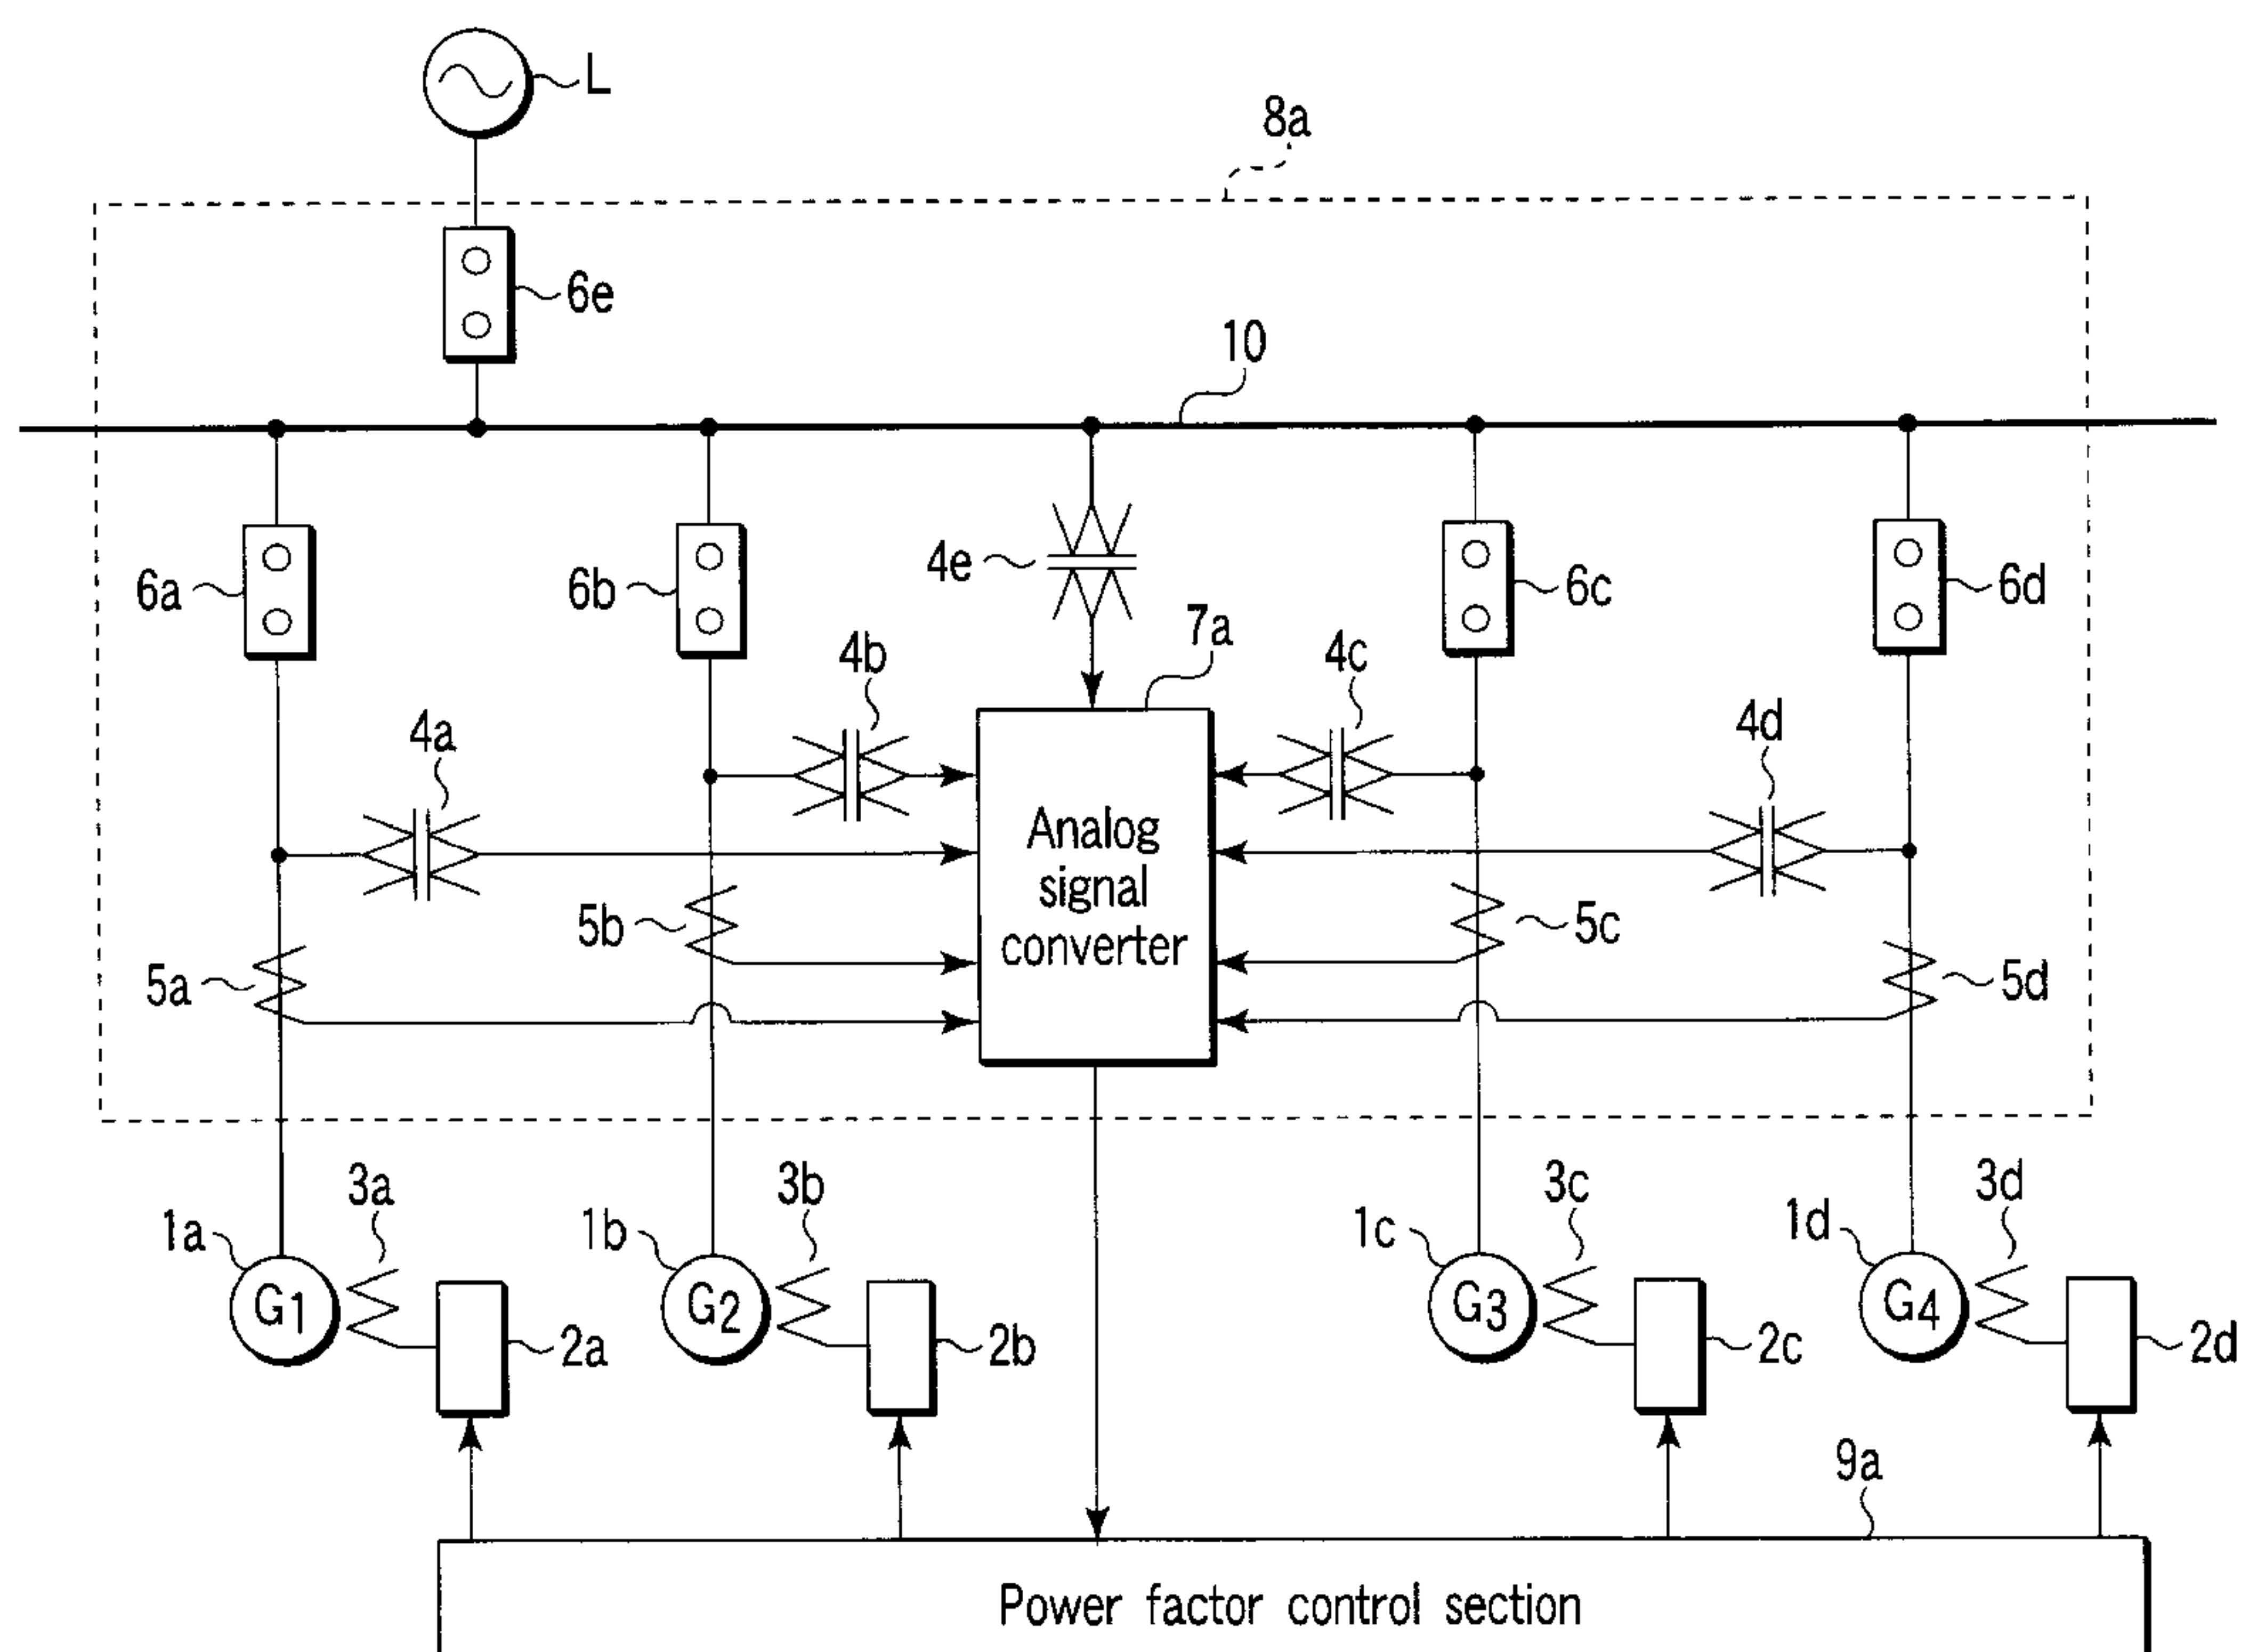 L
8a
6e
10
6a
6b
4e
6c
6d
7a
4b
4c
4a
4d
Analog
signal
converter
5b
5c
5a
5d
3a
3b
3c
3d
1a
1b
1c
1d
G1
G2
G3
G4
2a
2b
2c
2d
9a
Power factor control section